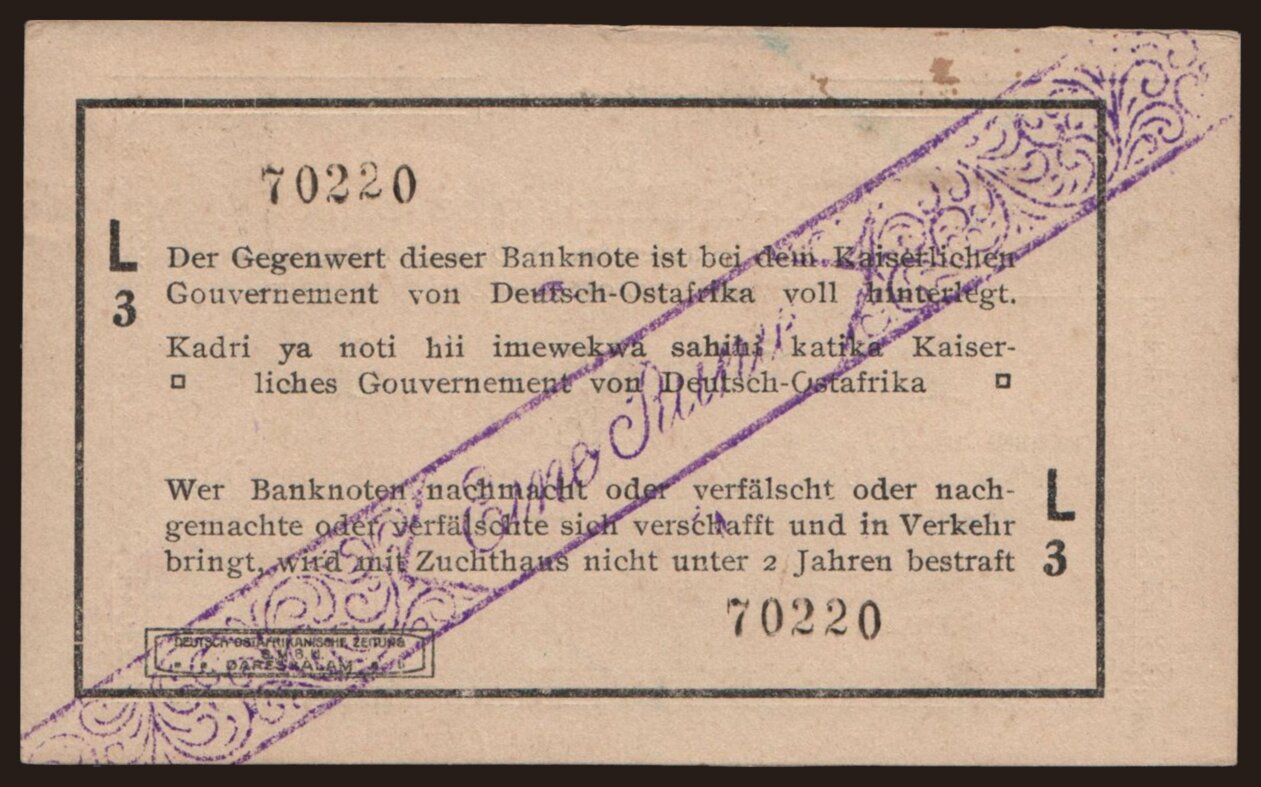 70220
L
3
Der Gegenwert dieser Banknote ist bei dem Kaiserlichen
Gouvernement von Deutsch-Ostafrika voll hinterlegt.
Kadri ya noti hii imewekwa sahihi katika Kaiser-
liches Gouvernement von Deutsch-Ostafrika
Eine Rupie
Wer Banknoten nachmacht oder verfälscht oder nach-
gemachte oder verfälschte sich verschafft und in Verkehr
bringt, wird mit Zuchthaus nicht unter 2 Jahren bestraft
L
3
70220
DEUTSCH-OSTAFRIKANISCHE ZEITUNG
G.M.B.H.
DARESSALAM